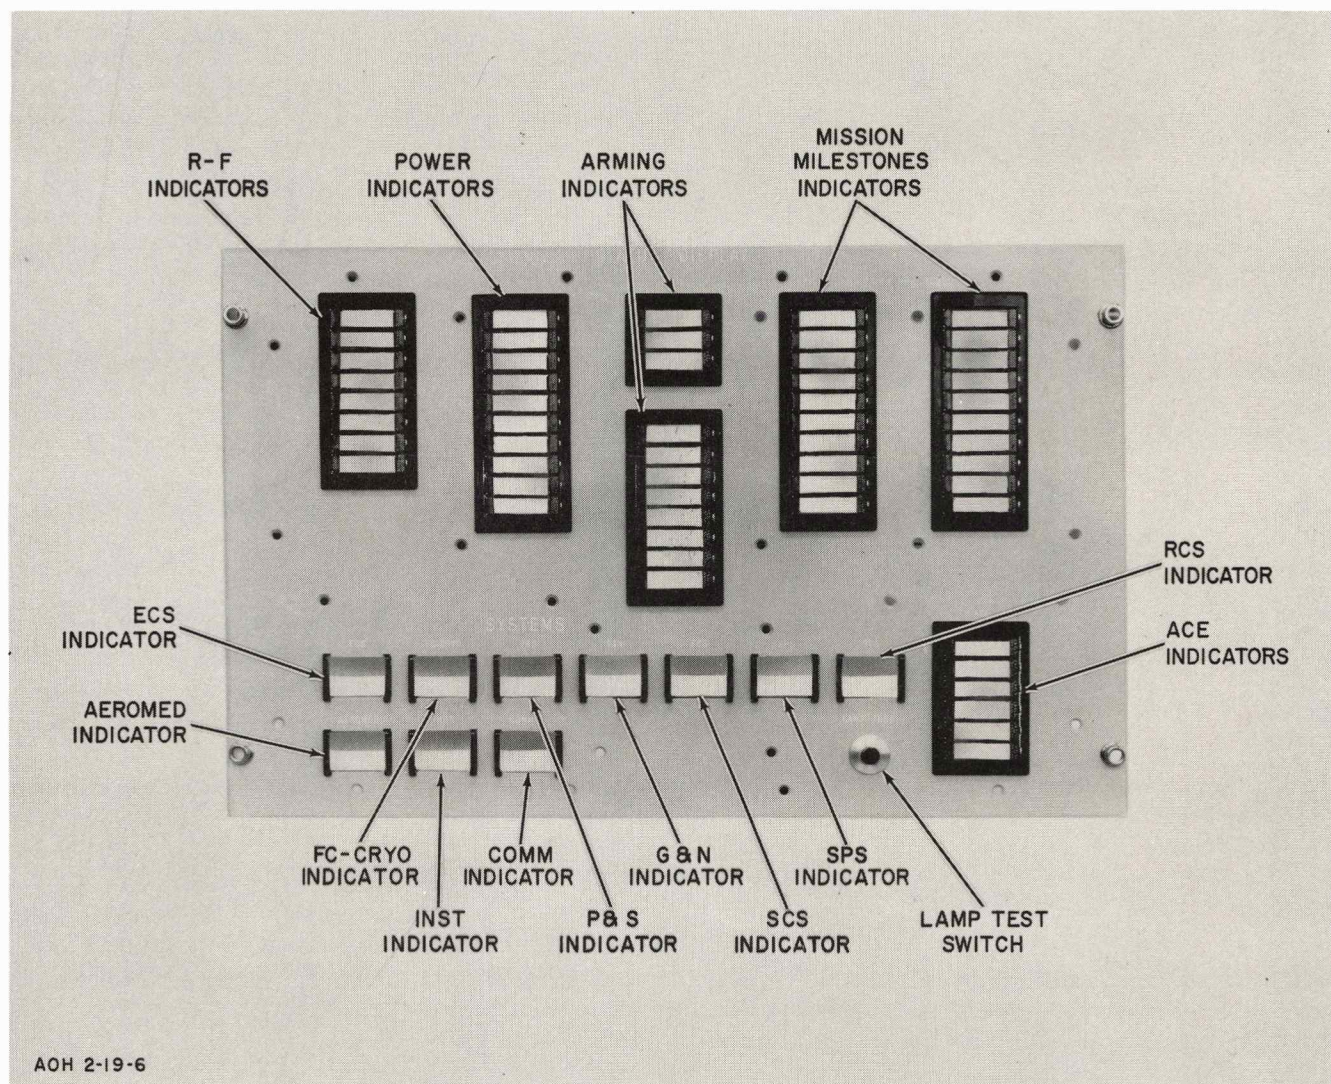 R-F
INDICATORS
POWER
INDICATORS
ARMING
INDICATORS
MISSION
MILESTONES
INDICATORS
RCS
INDICATOR
ECS
INDICATOR
ACE
INDICATORS
SYSTEMS
AEROMED
INDICATOR
FC-CRYO
INDICATOR
COMM
INDICATOR
G & N
INDICATOR
SPS
INDICATOR
INST
INDICATOR
P & S
INDICATOR
SCS
INDICATOR
LAMP TEST
SWITCH
AOH 2-19-6